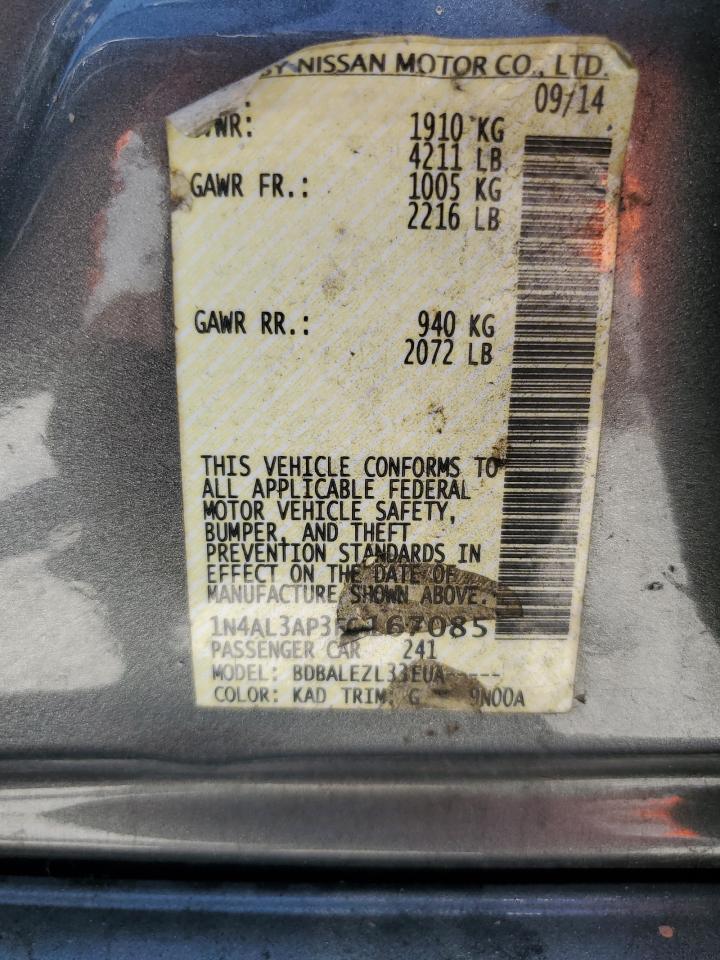 BY NISSAN MOTOR CO., LTD.
09/14
WR: 1910 KG
4211 LB
GAWR FR.: 1005 KG
2216 LB
GAWR RR.: 940 KG
2072 LB
THIS VEHICLE CONFORMS TO
ALL APPLICABLE FEDERAL
MOTOR VEHICLE SAFETY,
BUMPER, AND THEFT
PREVENTION STANDARDS IN
EFFECT ON THE DATE OF
MANUFACTURE SHOWN ABOVE.
1N4AL3AP3FC167085
PASSENGER CAR 241
MODEL: BDBALEZL33EUA-----
COLOR: KAD TRIM: G 9N00A